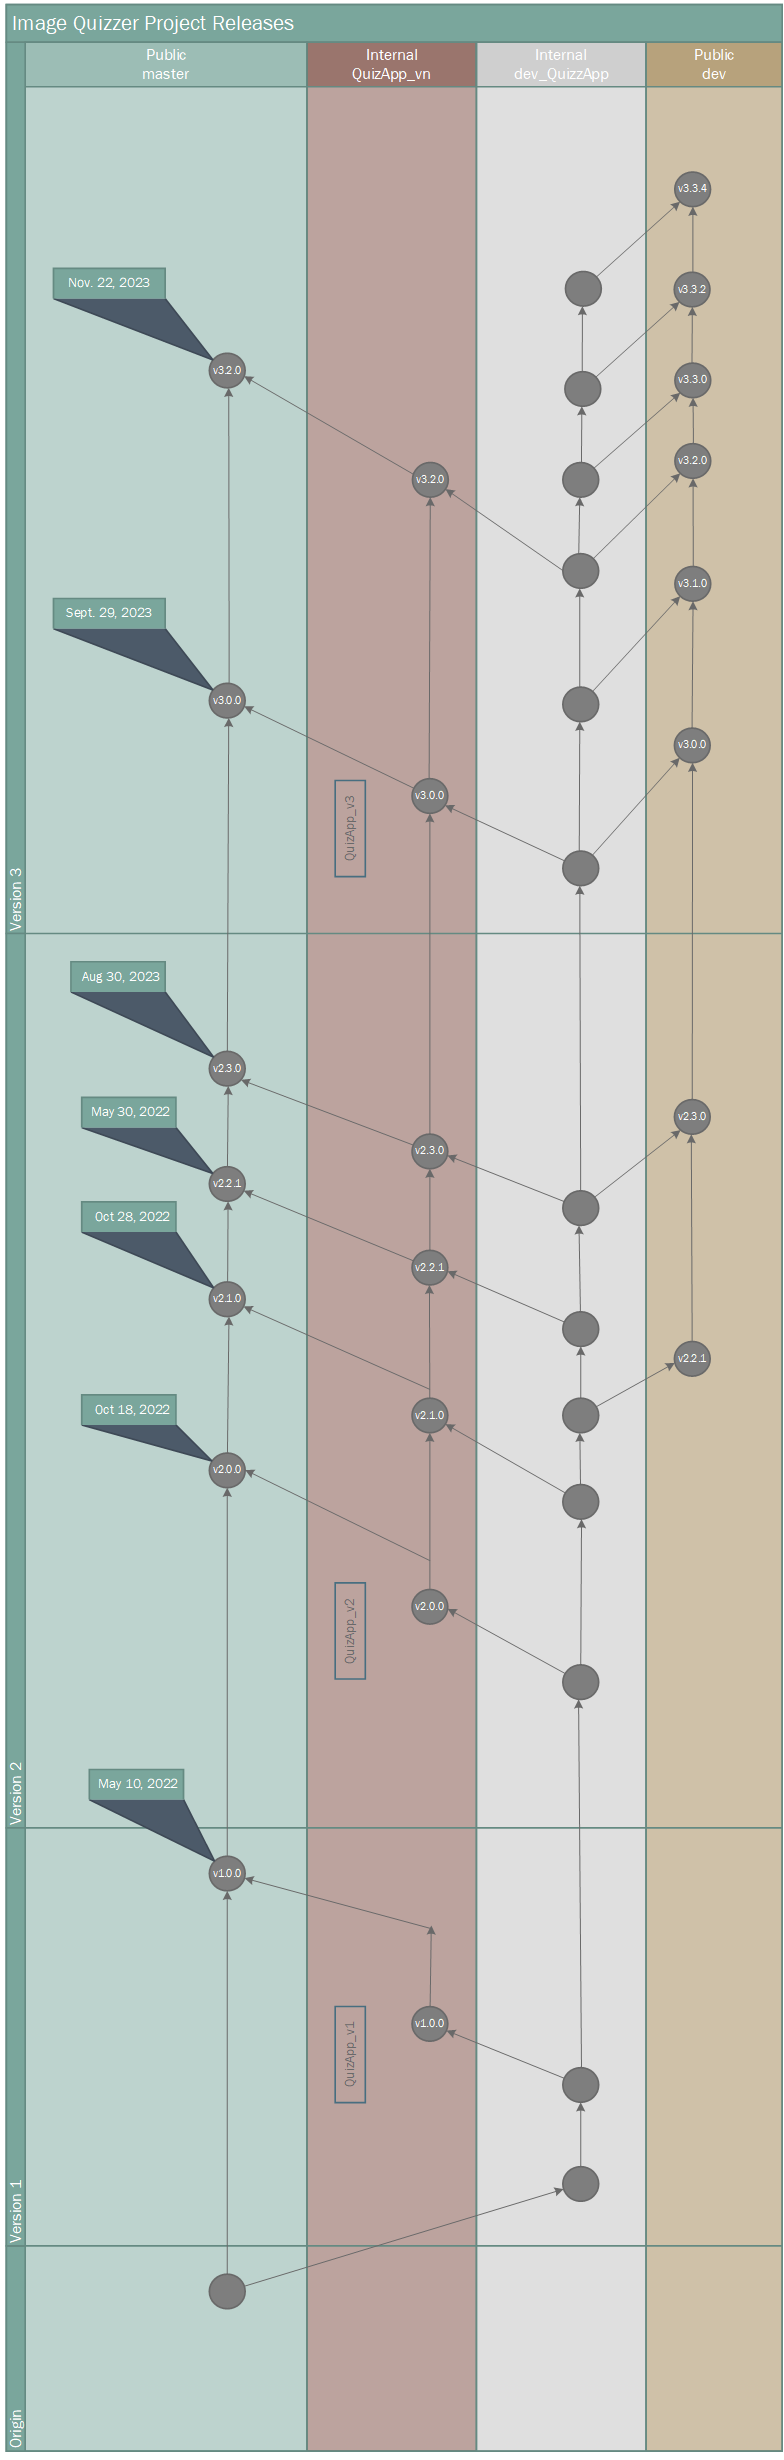 Image Quizzer Project Releases
Public
master
Internal
QuizApp_vn
Internal
dev_QuizzApp
Public
dev
v3.3.4
Nov. 22, 2023
v3.3.2
v3.2.0
v3.3.0
v3.2.0
v3.2.0
v3.1.0
Sept. 29, 2023
v3.0.0
v3.0.0
v3.0.0
QuizApp_v3
Version 3
Aug 30, 2023
v2.3.0
May 30, 2022
v2.3.0
v2.3.0
v2.2.1
Oct 28, 2022
v2.2.1
v2.1.0
v2.2.1
Oct 18, 2022
v2.1.0
v2.0.0
v2.0.0
QuizApp_v2
Version 2
May 10, 2022
v1.0.0
v1.0.0
QuizApp_v1
Version 1
Origin